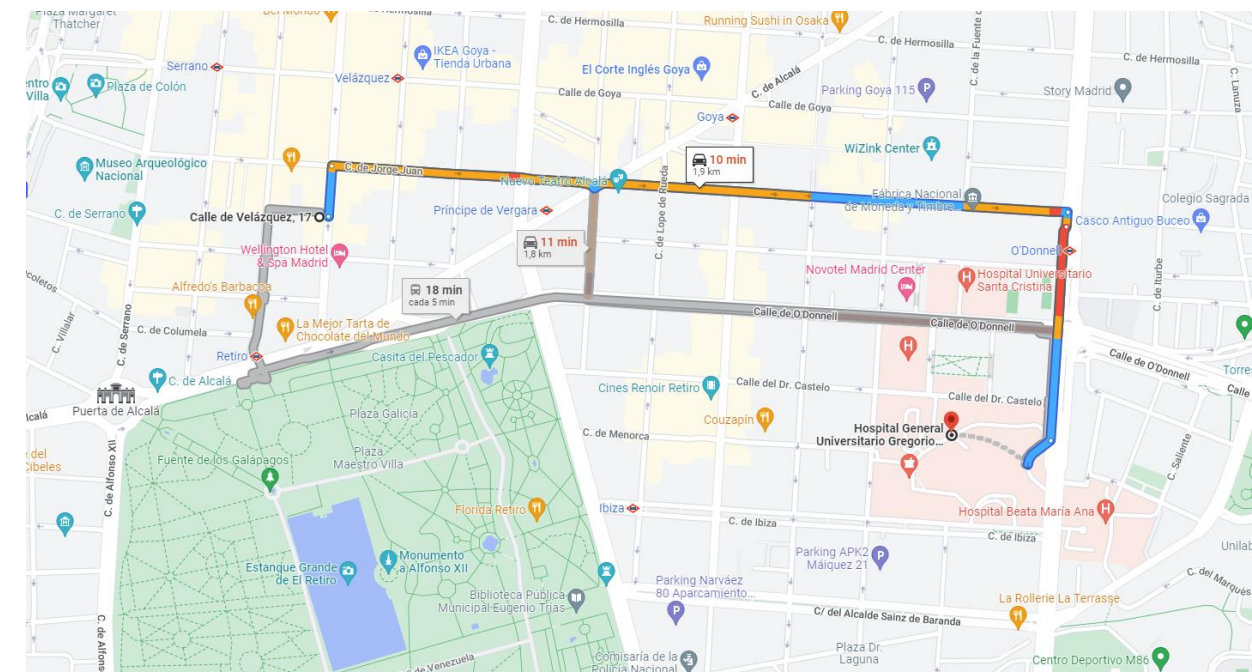 Plaza Margaret
Thatcher
C. de Hermosilla
Running Sushi in Osaka
C. de Hermosilla
C. de Hermosilla
IKEA Goya -
Tienda Urbana
Serrano
Velázquez
El Corte Inglés Goya
C. de Alcalá
C. de la Fuente
Plaza de Colón
Villa
Calle de Goya
Calle de Goya
Parking Goya 115
Story Madrid
C. Lanuza
Goya
WiZink Center
10 min
1,9 km
Museo Arqueológico
Nacional
C. de Jorge Juan
Nuevo Teatro Alcalá
C. de Lope de Rueda
Fábrica Nacional
de Moneda y Timbre...
Colegio Sagrada
C. de Serrano
Calle de Velázquez, 17
Príncipe de Vergara
Casco Antiguo Buceo
11 min
1,8 km
Wellington Hotel
& Spa Madrid
O'Donnell
Novotel Madrid Center
Hospital Universitario
Santa Cristina
C. de Iturbe
Alfredo's Barbacoa
18 min
cada 5 min
C. Villalar
C. de Serrano
C. de Columela
La Mejor Tarta de
Chocolate del Mundo
Calle de O'Donnell
Calle de O'Donnell
Calle de O'Donnell
Retiro
Casita del Pescador
C. de Alcalá
Puerta de Alcalá
Cines Renoir Retiro
Calle del Dr. Castelo
Calle del Dr. Castelo
Calle
Plaza Galicia
Couzapín
Hospital General
Universitario Gregorio...
C. de Alfonso XII
Plaza
Maestro Villa
C. de Menorca
C. Saliente
Fuente de los Galápagos
Florida Retiro
Ibiza
C. de Ibiza
Hospital Beata María Ana
C. de Ibiza
Estanque Grande
de El Retiro
Monumento
a Alfonso XII
Parking APK2
Máiquez 21
C. del Marqués
Biblioteca Pública
Municipal Eugenio Trías
Parking Narváez
80 Aparcamiento...
La Rollerie La Terrasse
C/ del Alcalde Sainz de Baranda
Plaza Dr.
Laguna
Comisaría de la
Policía Nacional
Centro Deportivo M86